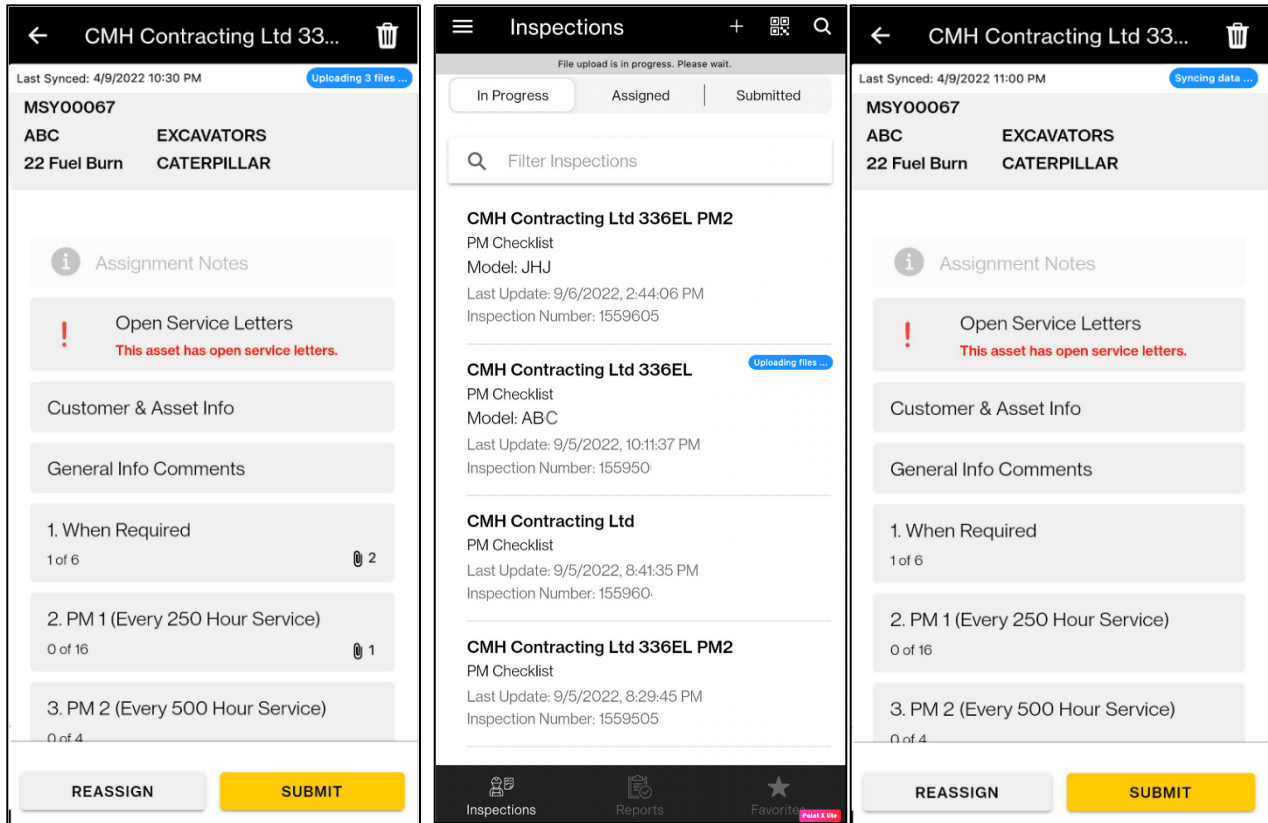 CMH Contracting Ltd 33...
Last Synced: 4/9/2022 10:30 PM
Uploading 3 files ...
MSY00067
ABC EXCAVATORS
22 Fuel Burn CATERPILLAR
Assignment Notes
Open Service Letters
This asset has open service letters.
Customer & Asset Info
General Info Comments
1. When Required
1 of 6
2
2. PM 1 (Every 250 Hour Service)
0 of 16
1
3. PM 2 (Every 500 Hour Service)
0 of 4
REASSIGN SUBMIT
Inspections
File upload is in progress. Please wait.
In Progress Assigned Submitted
Filter Inspections
CMH Contracting Ltd 336EL PM2
PM Checklist
Model: JHJ
Last Update: 9/6/2022, 2:44:06 PM
Inspection Number: 1559605
CMH Contracting Ltd 336EL
Uploading files ...
PM Checklist
Model: ABC
Last Update: 9/5/2022, 10:11:37 PM
Inspection Number: 155950
CMH Contracting Ltd
PM Checklist
Last Update: 9/5/2022, 8:41:35 PM
Inspection Number: 155960
CMH Contracting Ltd 336EL PM2
PM Checklist
Last Update: 9/5/2022, 8:29:45 PM
Inspection Number: 1559505
Inspections Reports Favorites
Paint X lite
CMH Contracting Ltd 33...
Last Synced: 4/9/2022 11:00 PM
Syncing data ...
MSY00067
ABC EXCAVATORS
22 Fuel Burn CATERPILLAR
Assignment Notes
Open Service Letters
This asset has open service letters.
Customer & Asset Info
General Info Comments
1. When Required
1 of 6
2. PM 1 (Every 250 Hour Service)
0 of 16
3. PM 2 (Every 500 Hour Service)
0 of 4
REASSIGN SUBMIT